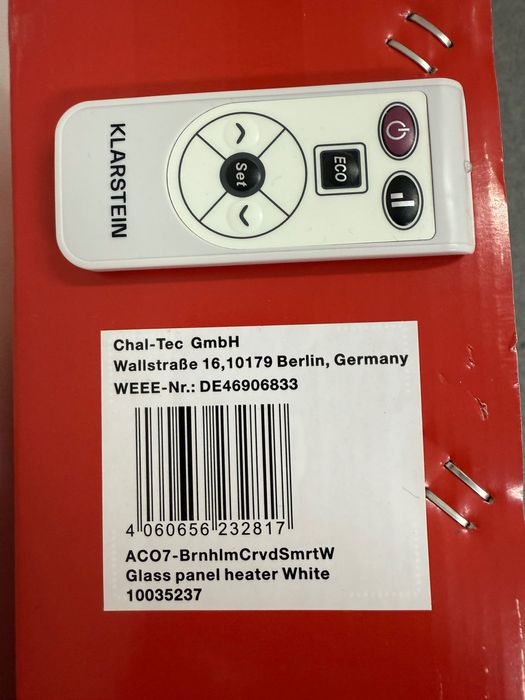 KLARSTEIN
Set
ECO
Chal-Tec GmbH
Wallstraße 16,10179 Berlin, Germany
WEEE-Nr.: DE46906833
4 060656 232817
ACO7-BrnhlmCrvdSmrtW
Glass panel heater White
10035237